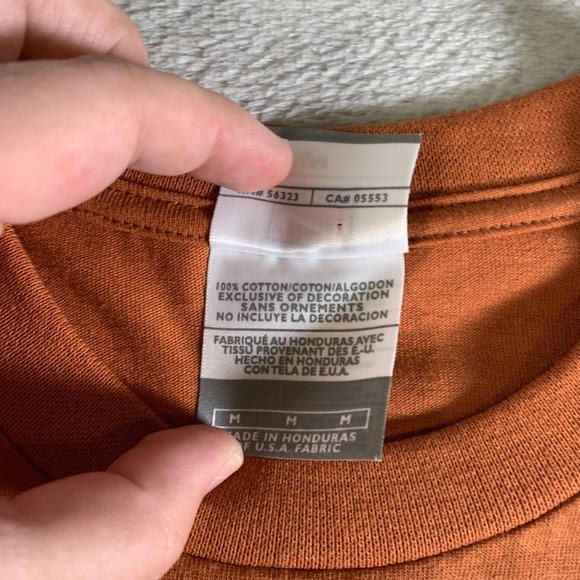 # 56323 CA# 05553
100% COTTON/COTON/ALGODON
EXCLUSIVE OF DECORATION
SANS ORNEMENTS
NO INCLUYE LA DECORACION
FABRIQUÉ AU HONDURAS AVEC
TISSU PROVENANT DES É.-U.
HECHO EN HONDURAS
CON TELA DE E.U.A.
M M M
MADE IN HONDURAS
OF U.S.A. FABRIC